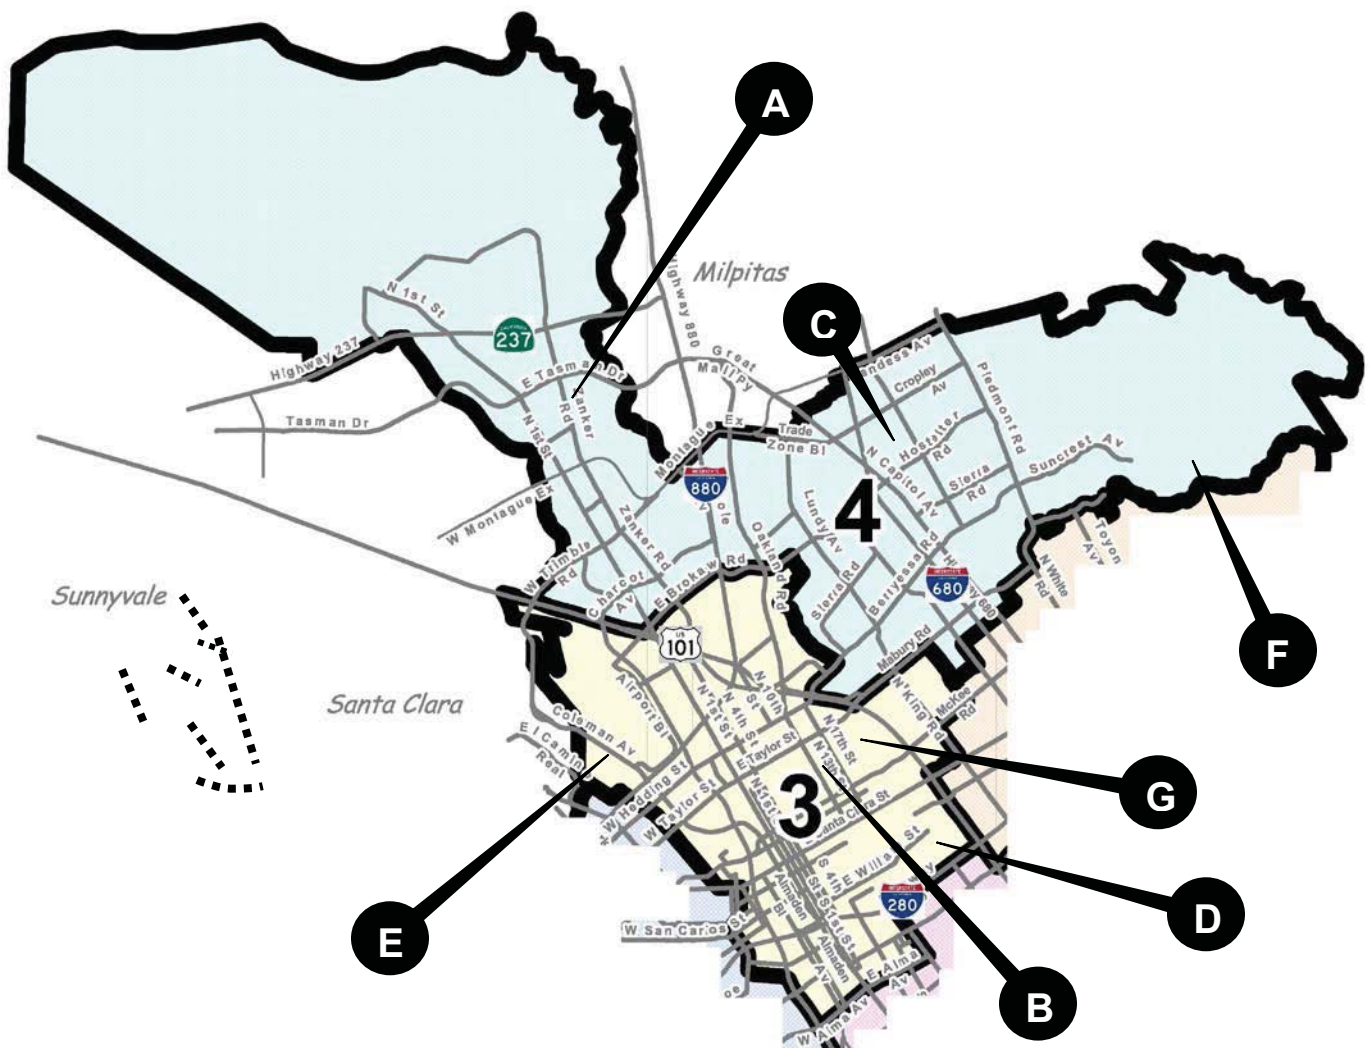 A
Milpitas
Highway 880
N 1st St
C
CALIFORNIA
237
Highway 237
Great
Mall Py
Landess Av
Cropley
Av
Piedmont Rd
E Tasman Dr
Zanker
Rd
Tasman Dr
N 1st St
Montague Ex
Trade
Zone Bl
Hostetter
Rd
N Capitol Av
Sierra
Rd
Suncrest Av
INTERSTATE
880
4
W Montague Ex
Zanker Rd
Lundy Av
Oakland Rd
Toyon
Av
W Trimble
Rd
Charcot
Av
E Brokaw Rd
Sierra Rd
Berryessa Rd
INTERSTATE
680
N White
Rd
Sunnyvale
US
101
Mabury Rd
F
Santa Clara
Airport Bl
N 1st St
N 4th St
N 10th
St
N King Rd
McKee
Rd
Coleman Av
El Camino
Real
E Taylor St
N 17th St
N 13th St
W Hedding St
W Taylor St
N 1st
3
Santa Clara St
G
S 4th St
E William St
Almaden
Bl
INTERSTATE
280
D
E
W San Carlos St
S 1st St
Almaden
Av
E Alma
Av
B
W Alma Av